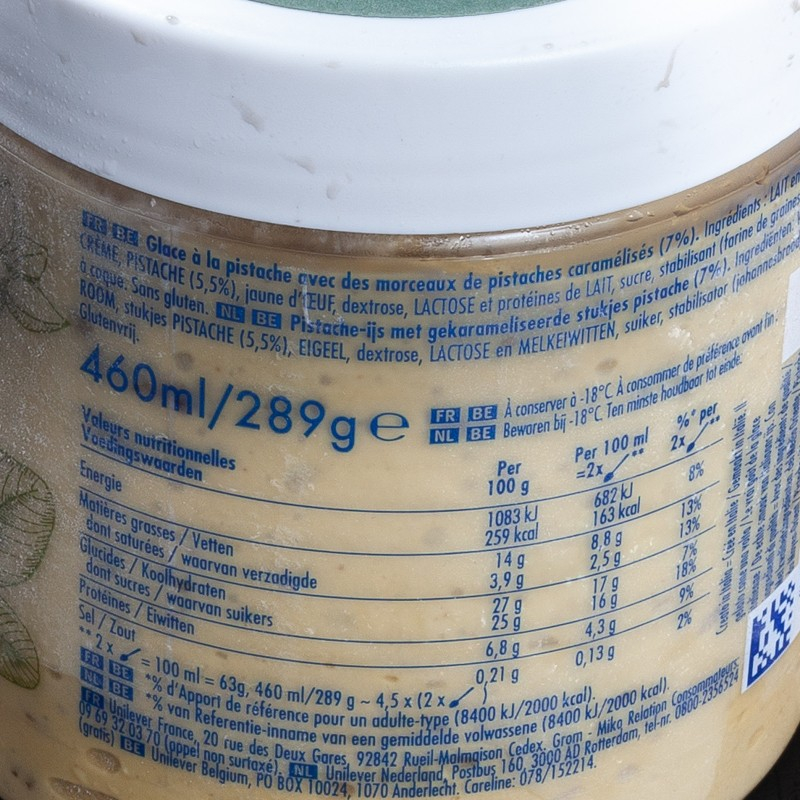 FR BE Glace à la pistache avec des morceaux de pistaches caramélisés (7%). Ingrédients : LAIT
CRÈME, PISTACHE (5,5%), jaune d'ŒUF, dextrose, LACTOSE et protéines de LAIT, sucre, stabilisant (farine de graines
à coque. Sans gluten. NL BE Pistache-ijs met gekarameliseerde stukjes pistache (7%). Ingrediënten:
ROOM, stukjes PISTACHE (5,5%), EIGEEL, dextrose, LACTOSE en MELKEIWITTEN, suiker, stabilisator (johannesbrood
Glutenvrij.
460ml/289g e
FR BE À conserver à -18°C À consommer de préférence avant fin :
NL BE Bewaren bij -18°C. Ten minste houdbaar tot einde:
Valeurs nutritionnelles
Voedingswaarden
Per 100 g
Per 100 ml =2x **
%* per 2x **
Energie 1083 kJ 682 kJ 8%
259 kcal 163 kcal
Matières grasses / Vetten 14 g 8,8 g 13%
dont saturées / waarvan verzadigde 3,9 g 2,5 g 13%
Glucides / Koolhydraten 27 g 17 g 7%
dont sucres / waarvan suikers 25 g 16 g 18%
Protéines / Eiwitten 6,8 g 4,3 g 9%
Sel / Zout 0,21 g 0,13 g 2%
** 2 x = 100 ml = 63g, 460 ml/289 g ~ 4,5 x (2 x )
FR BE *% d'Apport de référence pour un adulte-type (8400 kJ/2000 kcal).
NL BE *% van Referentie-inname van een gemiddelde volwassene (8400 kJ/2000 kcal).
FR Unilever France, 20 rue des Deux Gares, 92842 Rueil-Malmaison Cedex. Grom - Miko Relation Consommateurs:
09 69 32 03 70 (appel non surtaxé). NL Unilever Nederland, Postbus 160, 3000 AD Rotterdam, tel-nr. 0800-2356524
(gratis) BE Unilever Belgium, PO BOX 10024, 1070 Anderlecht. Careline: 078/152214.